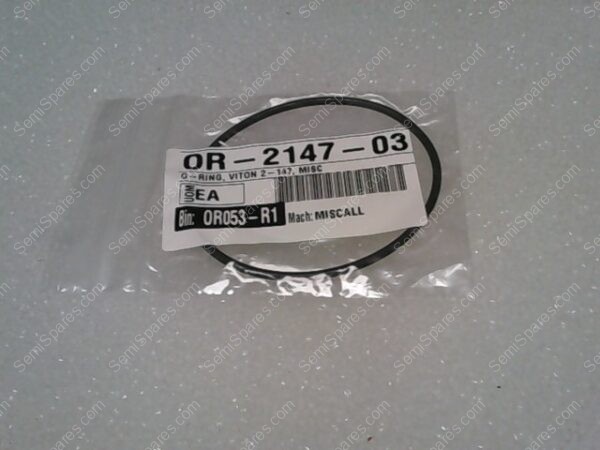 OR-2147-03
O-RING, VITON 2-147, MISC
UOM
EA
Bin: OR053-R1 Mach: MISCALL
SemiSpares.com